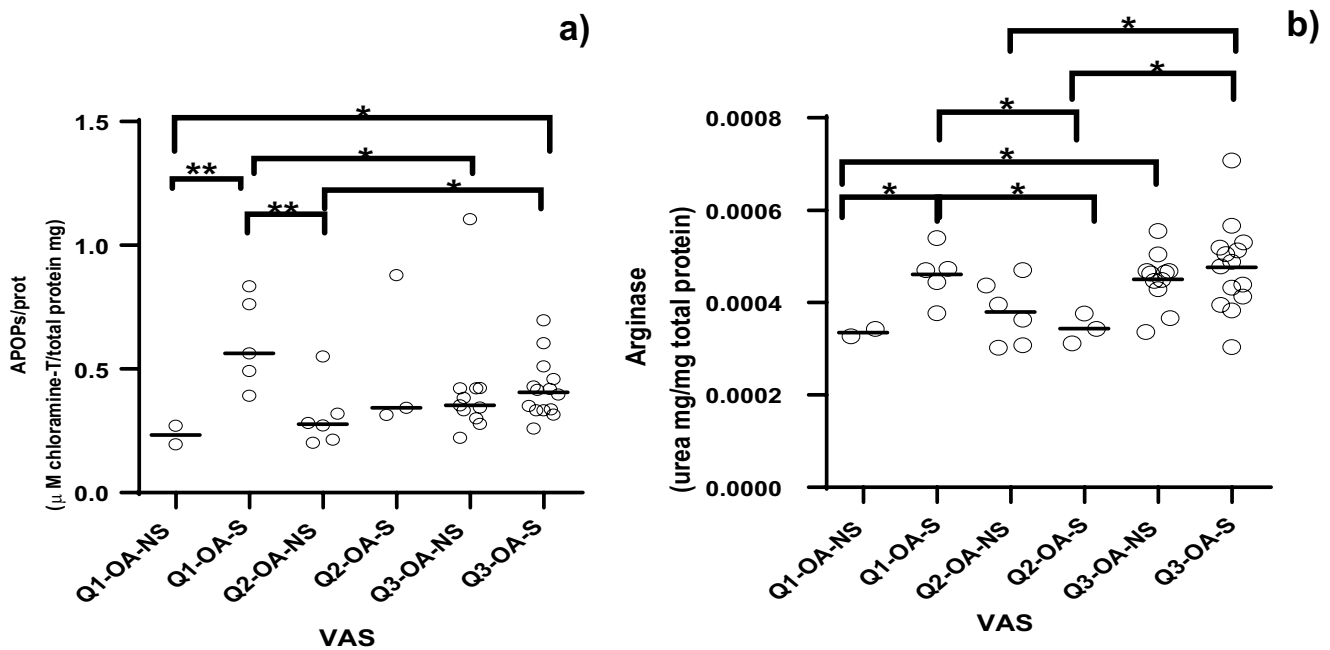 a)
APOPs/prot
(μ M chloramine-T/total protein mg)
1.5
1.0
0.5
0.0
*
**
*
*
**
Q1-OA-NS
Q1-OA-S
Q2-OA-NS
Q2-OA-S
Q3-OA-NS
Q3-OA-S
VAS
b)
Arginase
(urea mg/mg total protein)
0.0008
0.0006
0.0004
0.0002
0.0000
*
*
*
*
*
*
Q1-OA-NS
Q1-OA-S
Q2-OA-NS
Q2-OA-S
Q3-OA-NS
Q3-OA-S
VAS